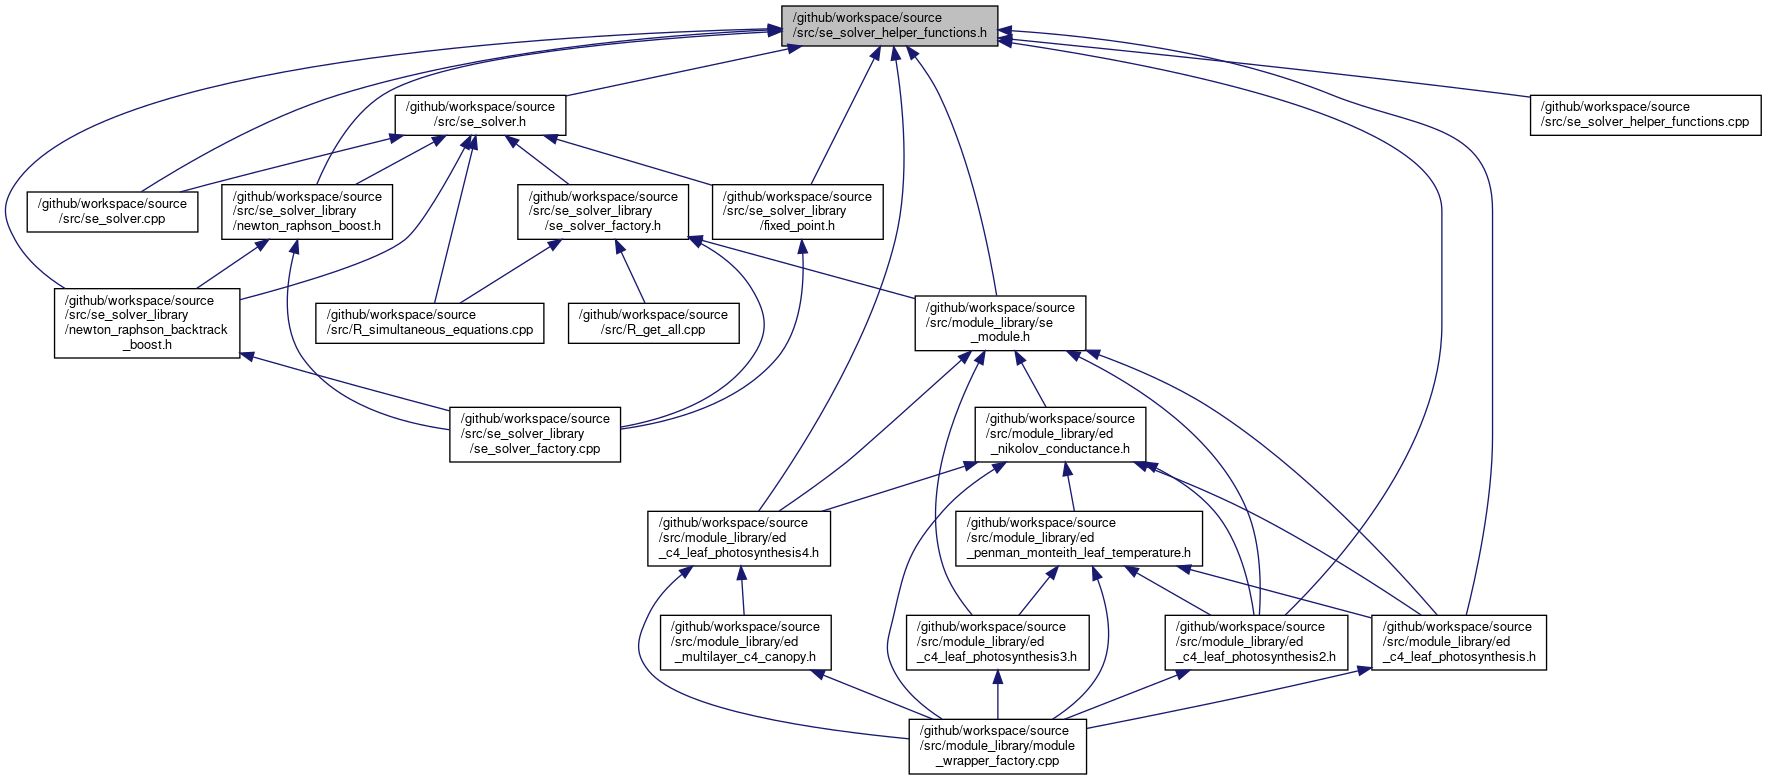 /github/workspace/source
/src/se_solver_helper_functions.h
/github/workspace/source
/src/se_solver.h
/github/workspace/source
/src/se_solver_helper_functions.cpp
/github/workspace/source
/src/se_solver.cpp
/github/workspace/source
/src/se_solver_library
/newton_raphson_boost.h
/github/workspace/source
/src/se_solver_library
/se_solver_factory.h
/github/workspace/source
/src/se_solver_library
/fixed_point.h
/github/workspace/source
/src/se_solver_library
/newton_raphson_backtrack
_boost.h
/github/workspace/source
/src/R_simultaneous_equations.cpp
/github/workspace/source
/src/R_get_all.cpp
/github/workspace/source
/src/module_library/se
_module.h
/github/workspace/source
/src/se_solver_library
/se_solver_factory.cpp
/github/workspace/source
/src/module_library/ed
_nikolov_conductance.h
/github/workspace/source
/src/module_library/ed
_c4_leaf_photosynthesis4.h
/github/workspace/source
/src/module_library/ed
_penman_monteith_leaf_temperature.h
/github/workspace/source
/src/module_library/ed
_multilayer_c4_canopy.h
/github/workspace/source
/src/module_library/ed
_c4_leaf_photosynthesis3.h
/github/workspace/source
/src/module_library/ed
_c4_leaf_photosynthesis2.h
/github/workspace/source
/src/module_library/ed
_c4_leaf_photosynthesis.h
/github/workspace/source
/src/module_library/module
_wrapper_factory.cpp